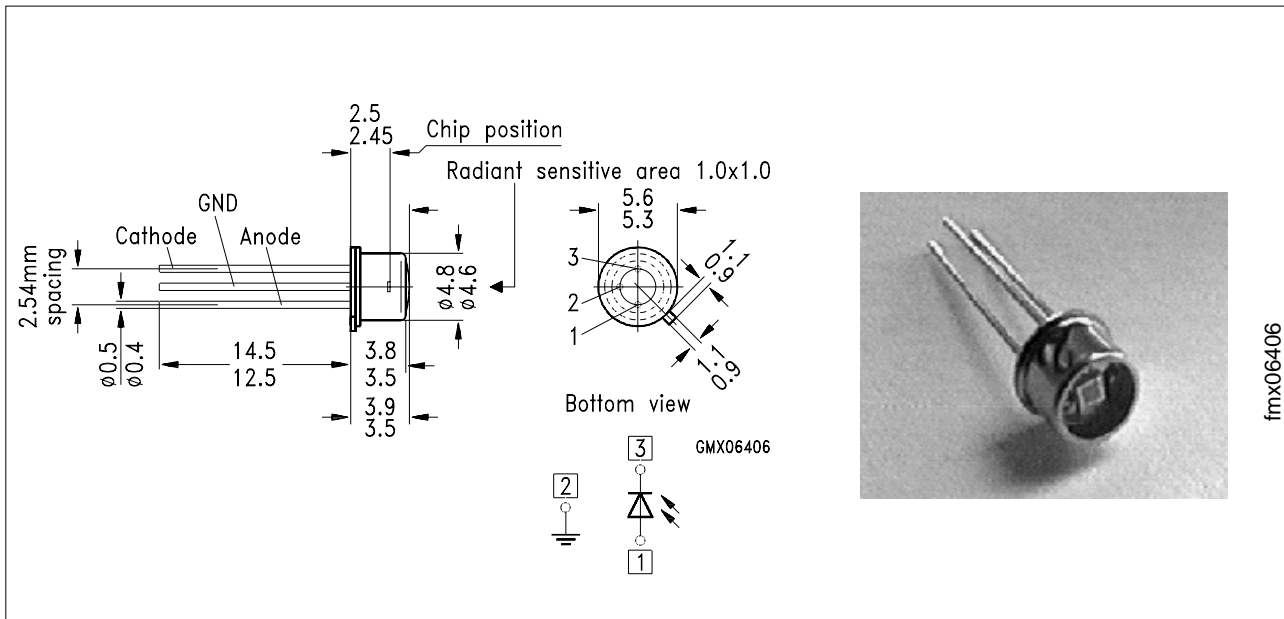 2.5
2.45
Chip position
Radiant sensitive area 1.0x1.0
GND
Cathode
Anode
2.54mm
spacing
ø0.5
ø0.4
14.5
12.5
3.8
3.5
3.9
3.5
ø4.8
ø4.6
5.6
5.3
1.1
0.9
1.1
0.9
3
2
1
Bottom view
GMX06406
3
2
1
fmx06406